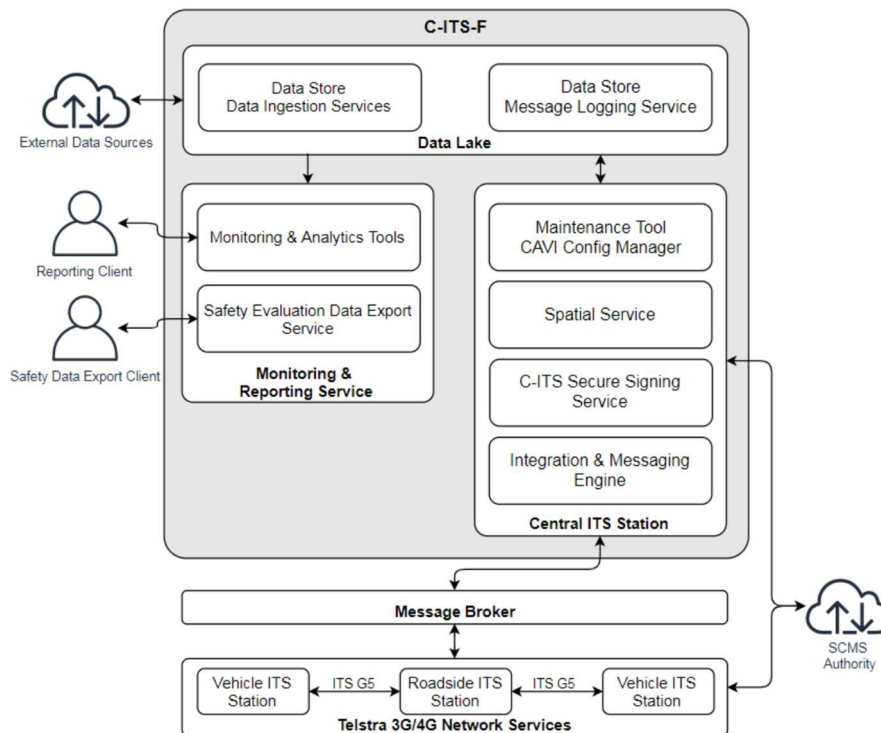 C-ITS-F
Data Store
Data Ingestion Services
Data Store
Message Logging Service
Data Lake
External Data Sources
Monitoring & Analytics Tools
Reporting Client
Safety Evaluation Data Export
Service
Safety Data Export Client
Monitoring &
Reporting Service
Maintenance Tool
CAVI Config Manager
Spatial Service
C-ITS Secure Signing
Service
Integration & Messaging
Engine
Central ITS Station
Message Broker
SCMS
Authority
Vehicle ITS
Station
ITS G5
Roadside ITS
Station
ITS G5
Vehicle ITS
Station
Telstra 3G/4G Network Services